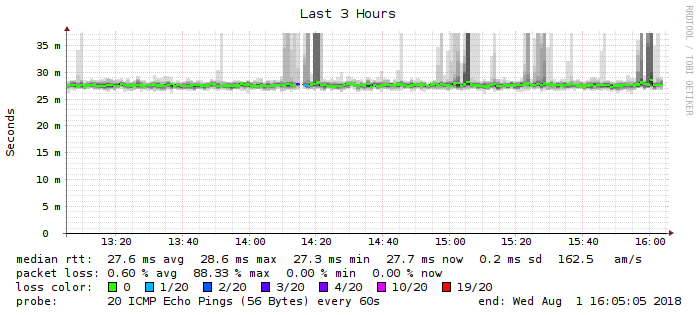 Last 3 Hours
RRDTOOL / TOBI OETIKER
Seconds
35 m
30 m
25 m
20 m
15 m
10 m
5 m
0
13:20 13:40 14:00 14:20 14:40 15:00 15:20 15:40 16:00
median rtt: 27.6 ms avg 28.6 ms max 27.3 ms min 27.7 ms now 0.2 ms sd 162.5 am/s
packet loss: 0.60 % avg 88.33 % max 0.00 % min 0.00 % now
loss color: 0 1/20 2/20 3/20 4/20 10/20 19/20
probe: 20 ICMP Echo Pings (56 Bytes) every 60s end: Wed Aug 1 16:05:05 2018